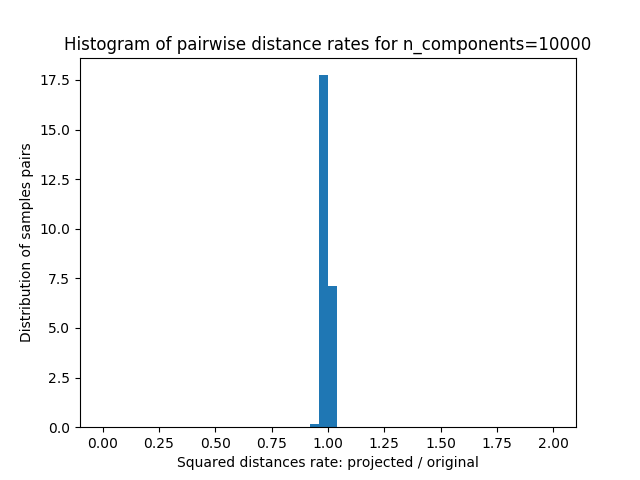 Histogram of pairwise distance rates for n_components=10000
Distribution of samples pairs
17.5
15.0
12.5
10.0
7.5
5.0
2.5
0.0
0.00 0.25 0.50 0.75 1.00 1.25 1.50 1.75 2.00
Squared distances rate: projected / original